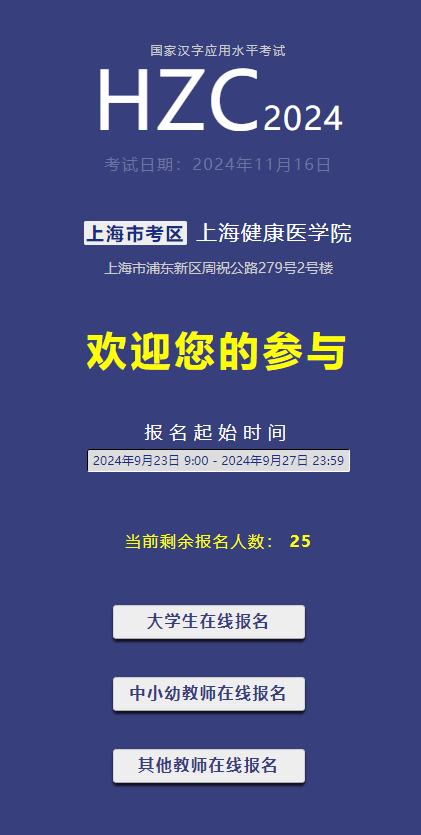 国家汉字应用水平考试
HZC2024
考试日期：2024年11月16日
上海市考区 上海健康医学院
上海市浦东新区周祝公路279号2号楼
欢迎您的参与
报名起始时间
2024年9月23日 9:00 - 2024年9月27日 23:59
当前剩余报名人数： 25
大学生在线报名
中小幼教师在线报名
其他教师在线报名